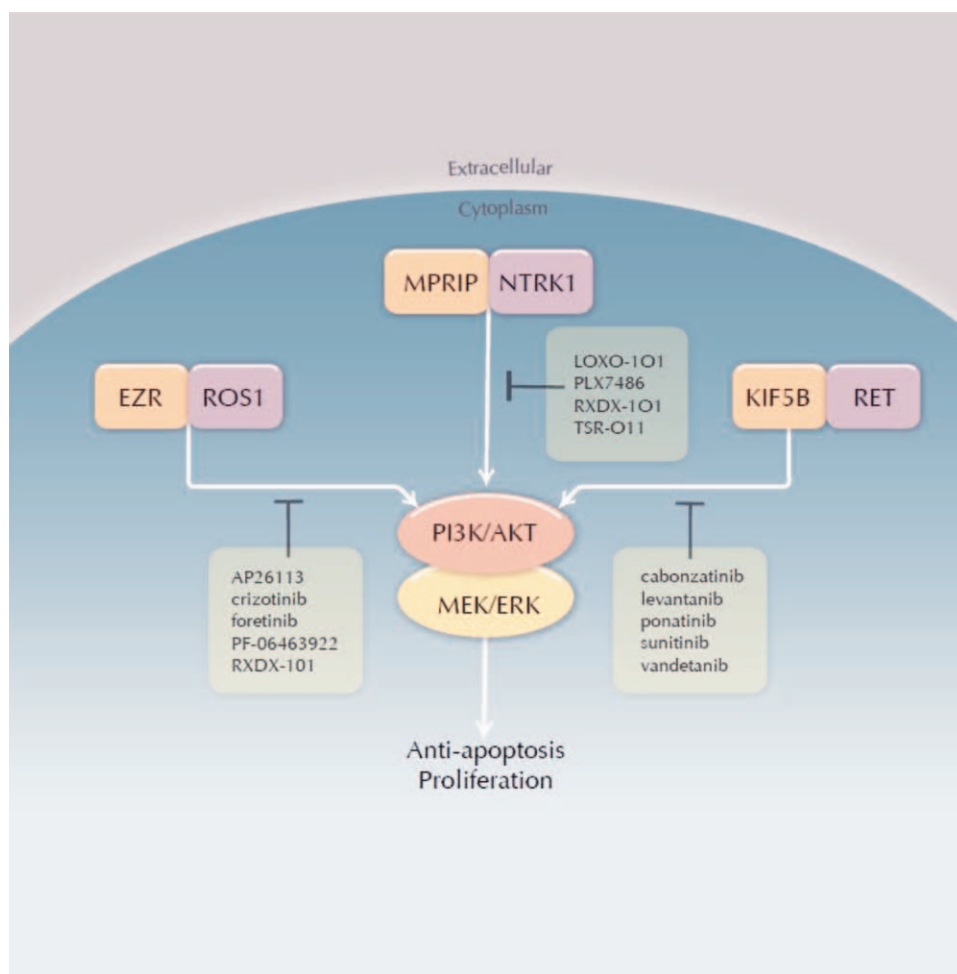 Extracellular
Cytoplasm
MPRIP NTRK1
LOXO-101
PLX7486
RXDX-101
TSR-011
EZR ROS1
KIF5B RET
PI3K/AKT
MEK/ERK
AP26113
crizotinib
foretinib
PF-06463922
RXDX-101
cabonzatinib
levantanib
ponatinib
sunitinib
vandetanib
Anti-apoptosis
Proliferation